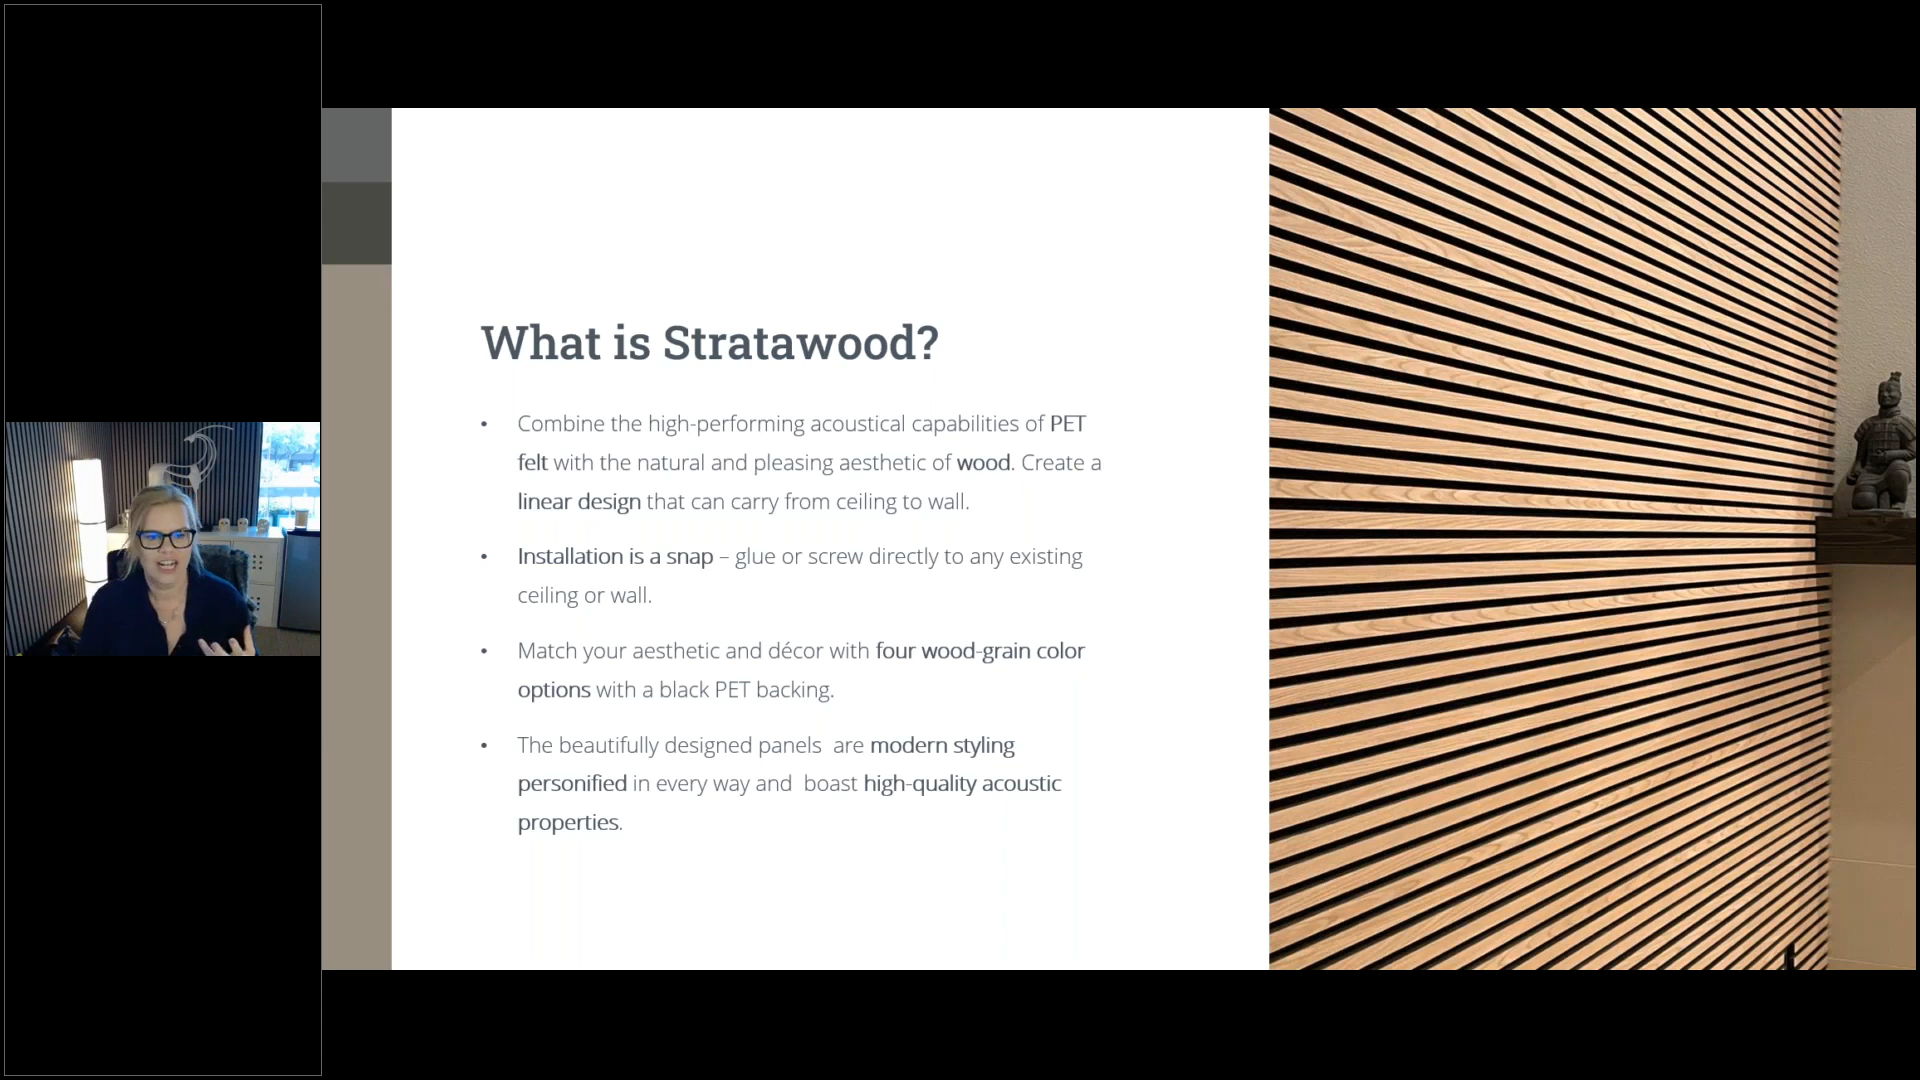 What is Stratawood?
• Combine the high-performing acoustical capabilities of PET
felt with the natural and pleasing aesthetic of wood. Create a
linear design that can carry from ceiling to wall.
• Installation is a snap – glue or screw directly to any existing
ceiling or wall.
• Match your aesthetic and décor with four wood-grain color
options with a black PET backing.
• The beautifully designed panels  are modern styling
personified in every way and  boast high-quality acoustic
properties.